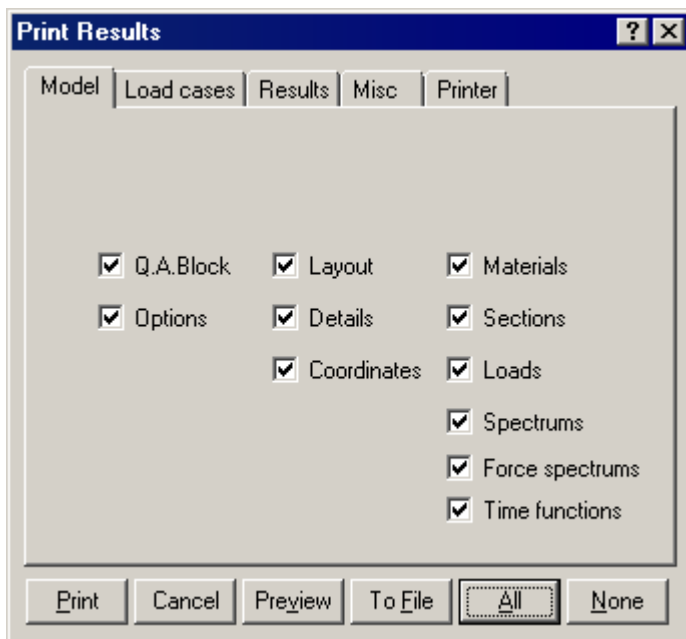 Print Results
Model Load cases Results Misc Printer
Q.A.Block Layout Materials
Options Details Sections
Coordinates Loads
Spectrums
Force spectrums
Time functions
Print Cancel Preview To File All None